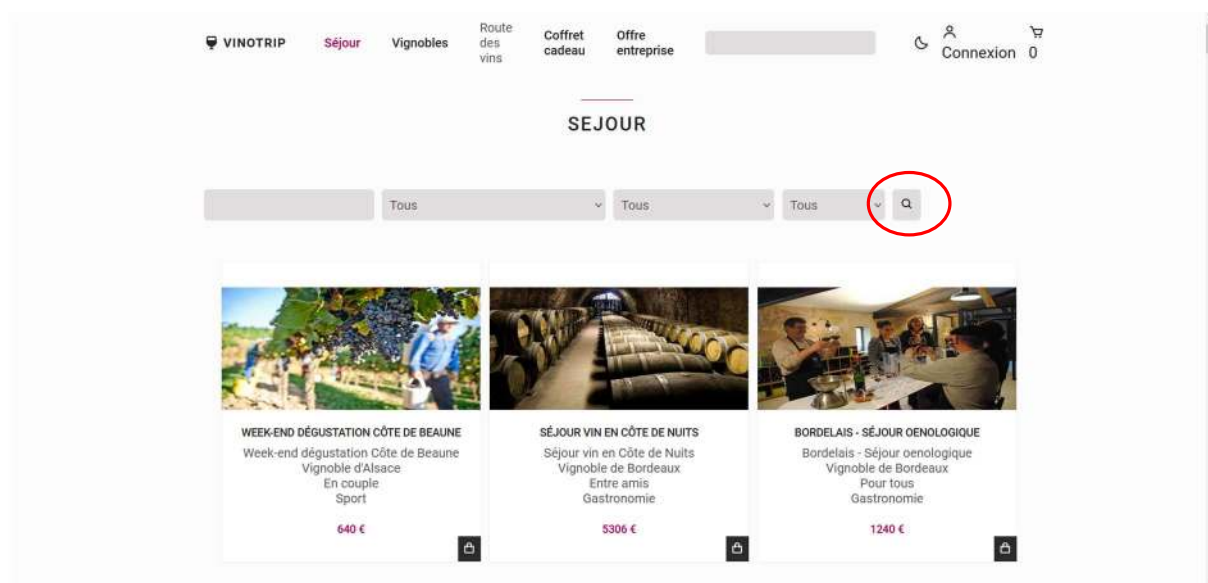 VINOTRIP
Séjour
Vignobles
Route
des
vins
Coffret
cadeau
Offre
entreprise
Connexion
0
SEJOUR
Tous
Tous
Tous
WEEK-END DÉGUSTATION CÔTE DE BEAUNE
Week-end dégustation Côte de Beaune
Vignoble d'Alsace
En couple
Sport
640 €
SÉJOUR VIN EN CÔTE DE NUITS
Séjour vin en Côte de Nuits
Vignoble de Bordeaux
Entre amis
Gastronomie
5306 €
BORDELAIS - SÉJOUR OENOLOGIQUE
Bordelais - Séjour oenologique
Vignoble de Bordeaux
Pour tous
Gastronomie
1240 €